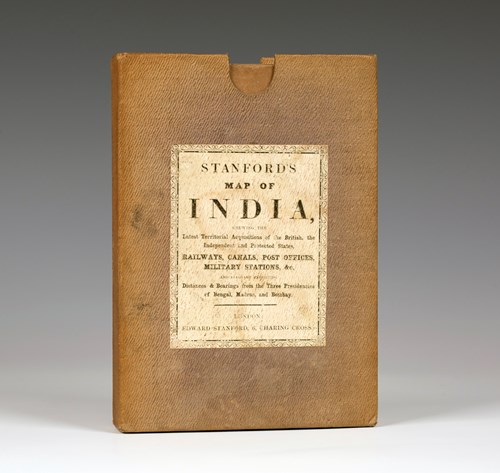 STANFORD'S
MAP OF
INDIA,
SHEWING THE
Latest Territorial Acquisitions of the British, the
Independent and Protected States,
RAILWAYS, CANALS, POST OFFICES,
MILITARY STATIONS, &c.
Distances & Bearings from the Three Presidencies
of Bengal, Madras, and Bombay.
LONDON:
EDWARD STANFORD, 6, CHARING CROSS.